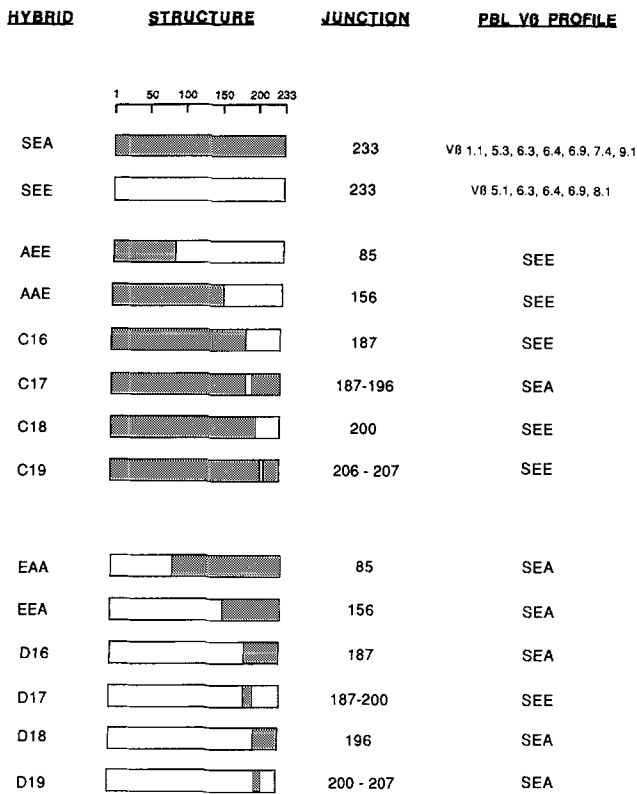 HYBRID STRUCTURE JUNCTION PBL Vß PROFILE
1 50 100 150 200 233
SEA 233 Vß 1.1, 5.3, 6.3, 6.4, 6.9, 7.4, 9.1
SEE 233 Vß 5.1, 6.3, 6.4, 6.9, 8.1
AEE 85 SEE
AAE 156 SEE
C16 187 SEE
C17 187-196 SEA
C18 200 SEE
C19 206 - 207 SEE
EAA 85 SEA
EEA 156 SEA
D16 187 SEA
D17 187-200 SEE
D18 196 SEA
D19 200 - 207 SEA